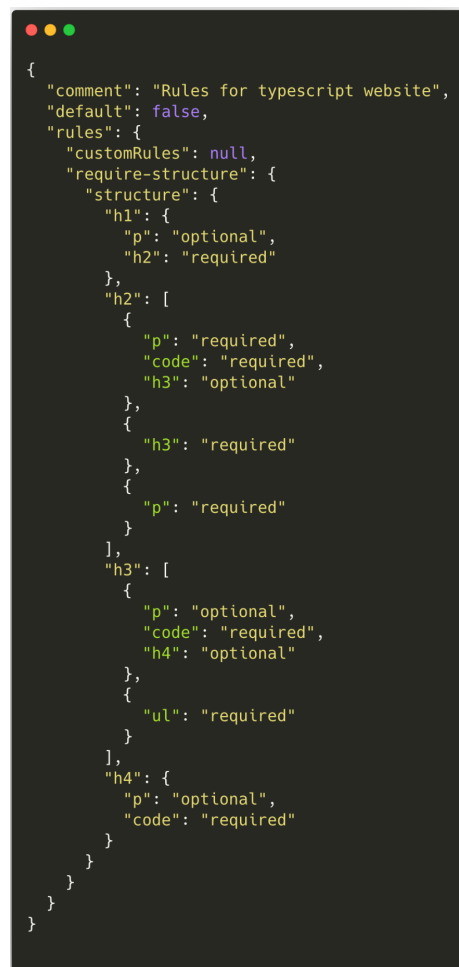 {
  "comment": "Rules for typescript website",
  "default": false,
  "rules": {
    "customRules": null,
    "require-structure": {
      "structure": {
        "h1": {
          "p": "optional",
          "h2": "required"
        },
        "h2": [
          {
            "p": "required",
            "code": "required",
            "h3": "optional"
          },
          {
            "h3": "required"
          },
          {
            "p": "required"
          }
        ],
        "h3": [
          {
            "p": "optional",
            "code": "required",
            "h4": "optional"
          },
          {
            "ul": "required"
          }
        ],
        "h4": {
          "p": "optional",
          "code": "required"
        }
      }
    }
  }
}